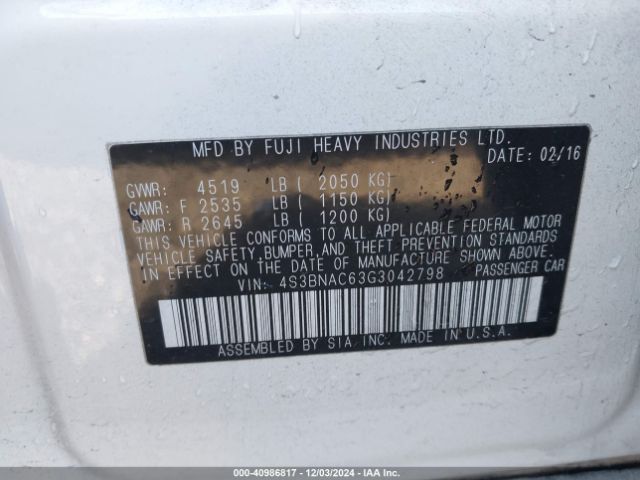 MFD BY FUJI HEAVY INDUSTRIES LTD.
DATE: 02/16
GVWR: 4519 LB ( 2050 KG)
GAWR: F 2535 LB ( 1150 KG)
GAWR: R 2645 LB ( 1200 KG)
THIS VEHICLE CONFORMS TO ALL APPLICABLE FEDERAL MOTOR
VEHICLE SAFETY,BUMPER,AND THEFT PREVENTION STANDARDS
IN EFFECT ON THE DATE OF MANUFACTURE SHOWN ABOVE.
VIN: 4S3BNAC63G3042798 PASSENGER CAR
ASSEMBLED BY SIA INC. MADE IN U.S.A.
000-40986817 - 12/03/2024 - IAA Inc.